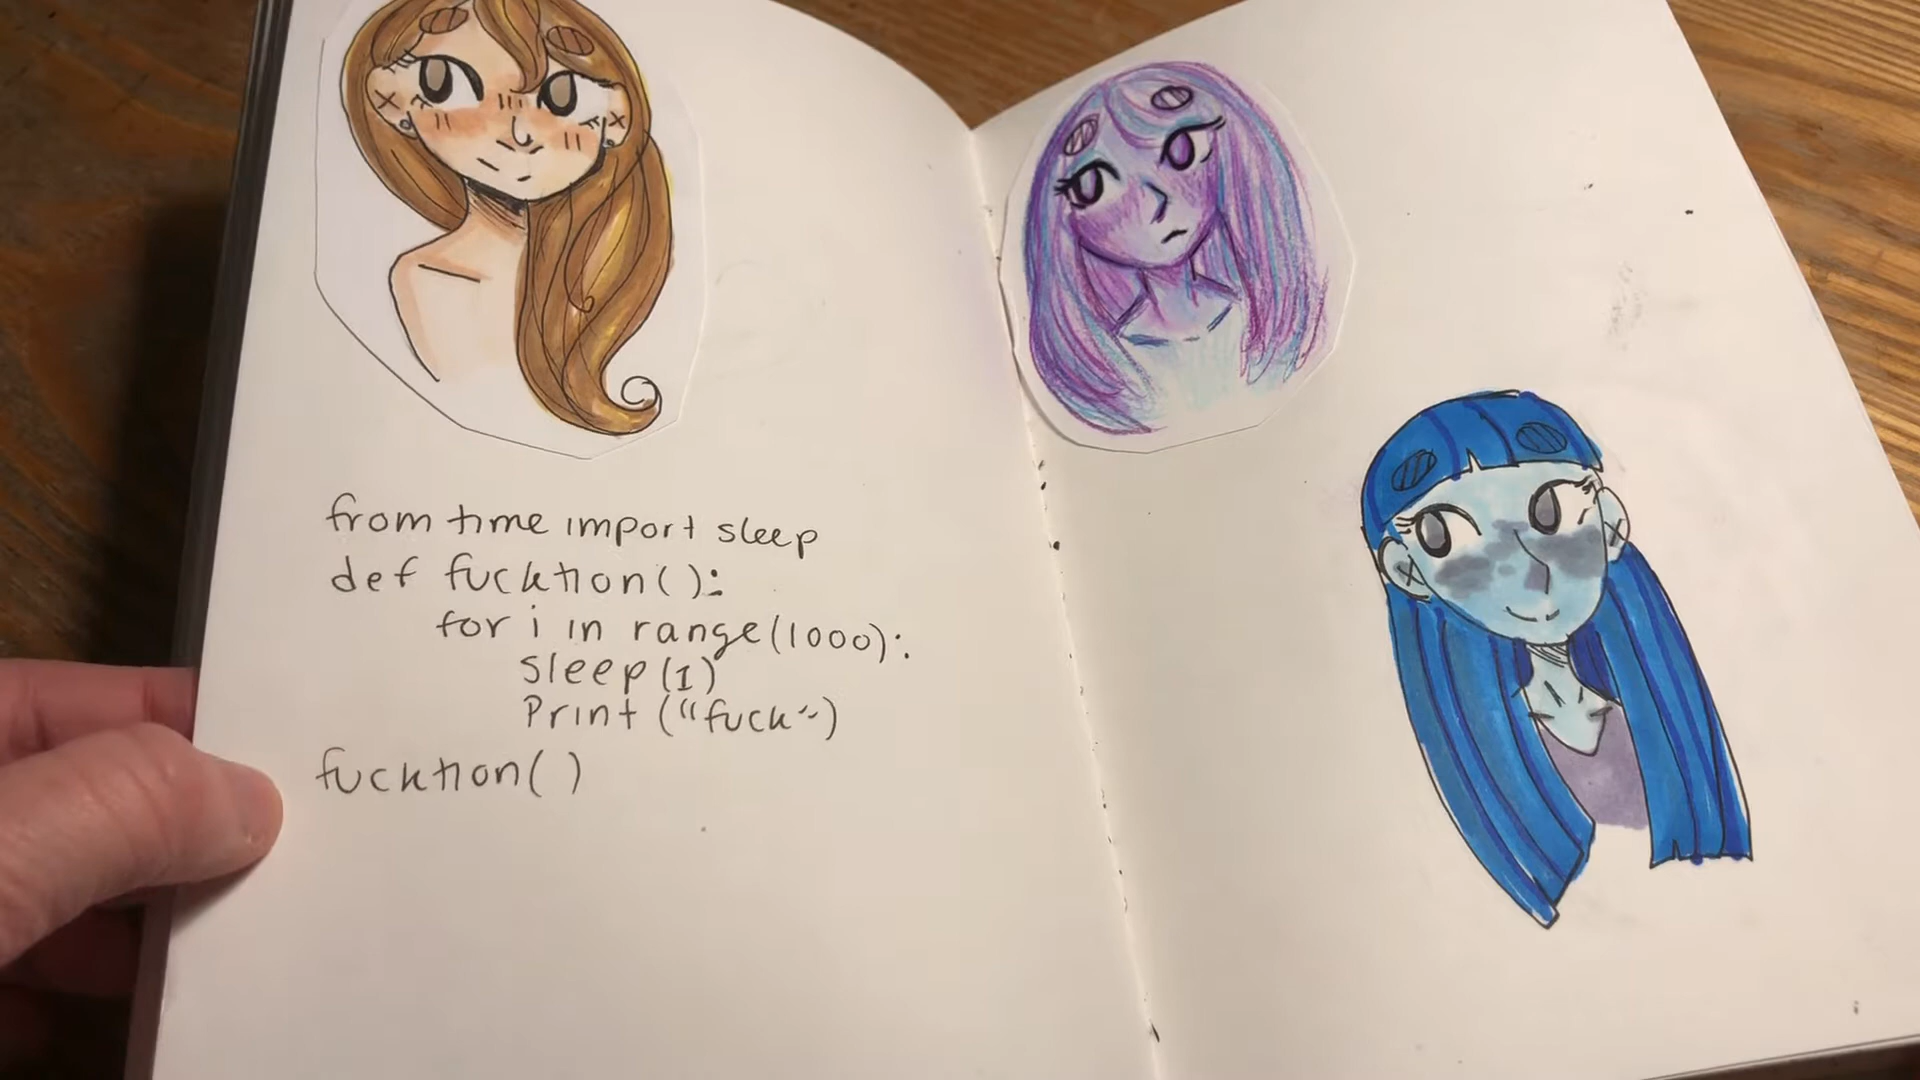 from time import sleep
def fucktion():
for i in range(1000):
sleep(1)
Print("fuck")
fucktion()